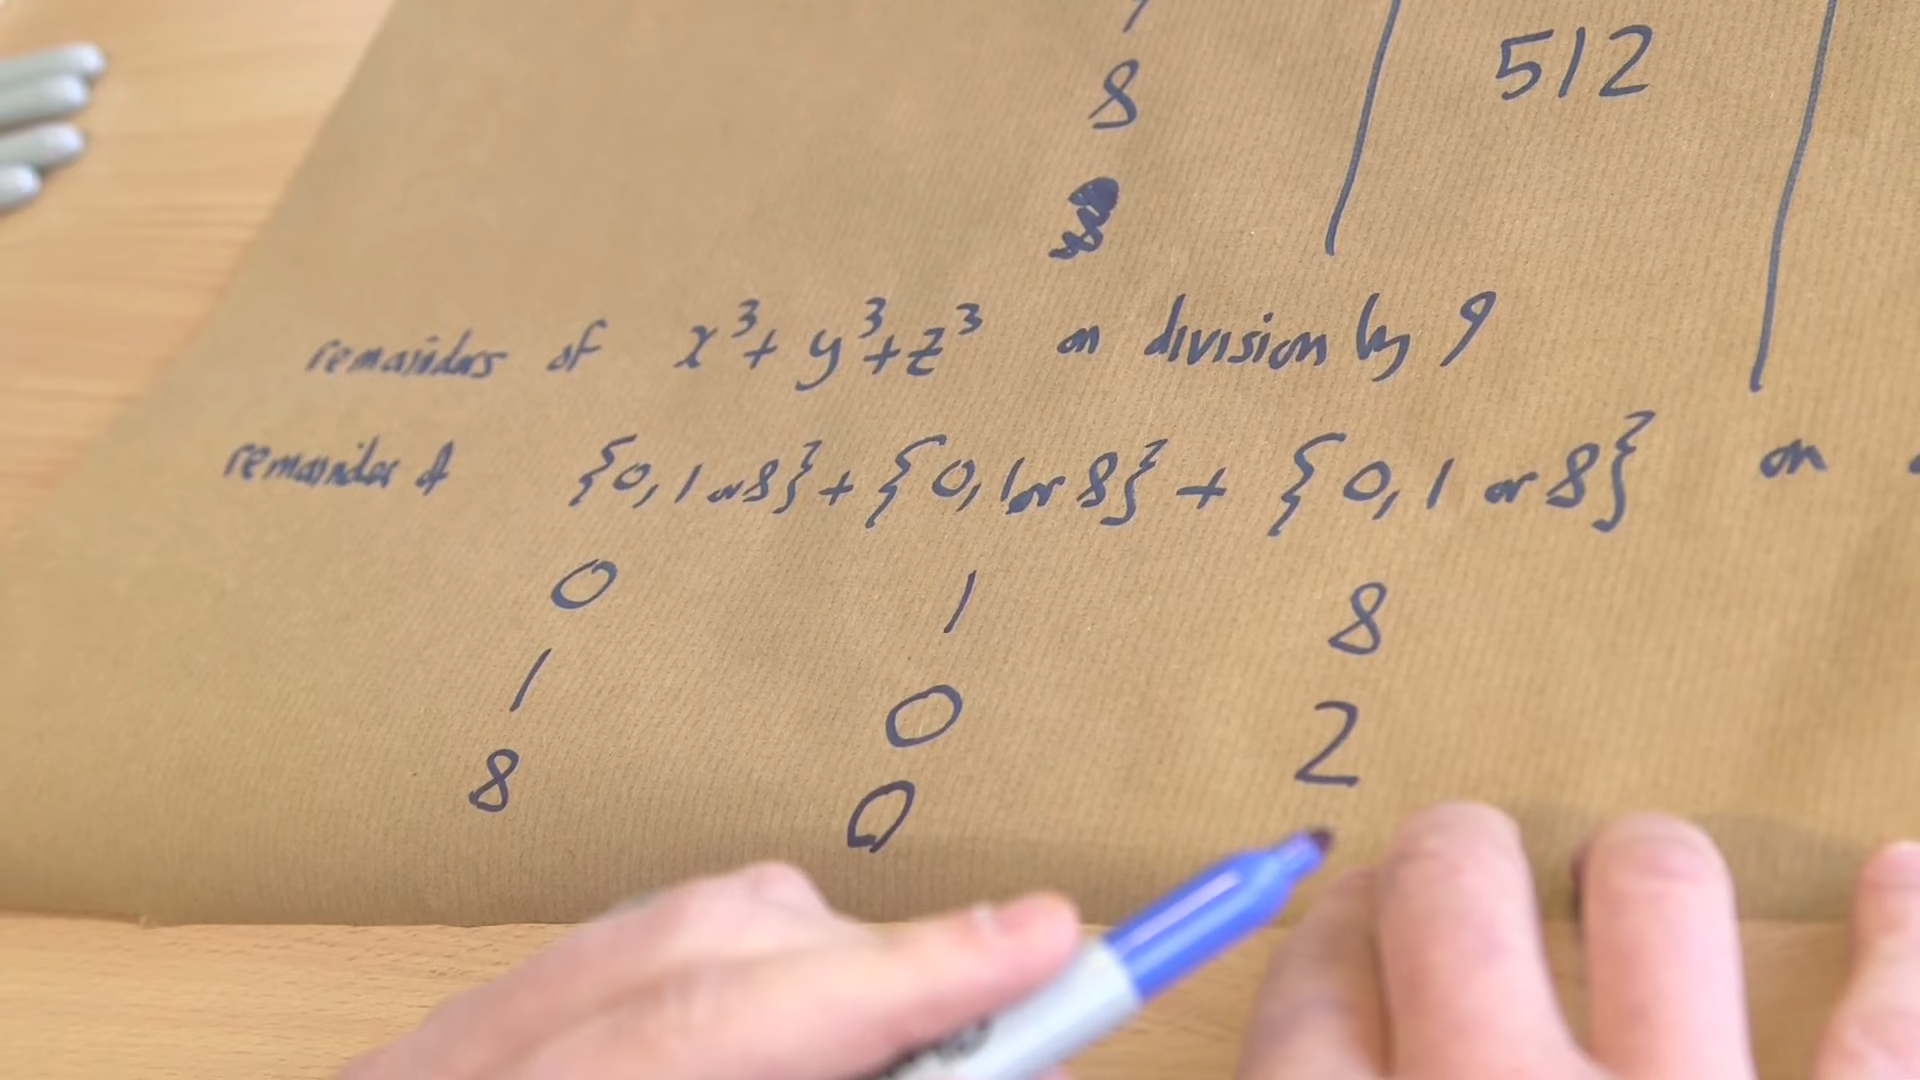 8 512
remainders of x³ + y³ + z³ on division by 9
remainder of {0, 1 or 8} + {0, 1 or 8} + {0, 1 or 8} on
0 1 8
1 0 2
8 0